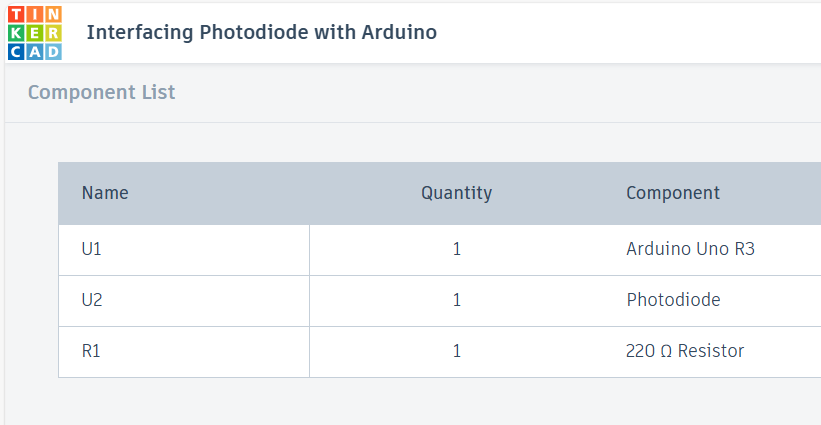 TIN
KER
CAD
Interfacing Photodiode with Arduino
Component List
Name Quantity Component
U1 1 Arduino Uno R3
U2 1 Photodiode
R1 1 220 Ω Resistor